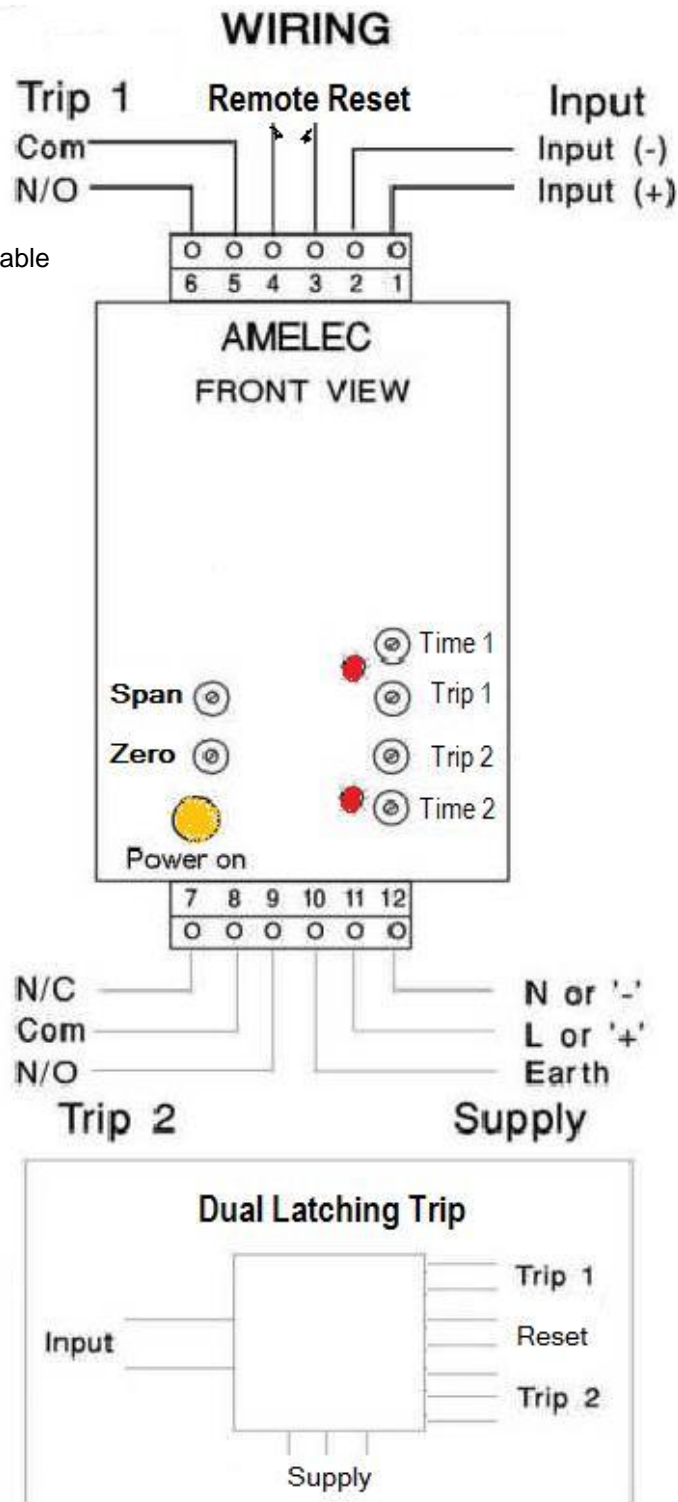 WIRING
Trip 1 Remote Reset Input
Com Input (-)
N/O Input (+)
able
6 5 4 3 2 1
AMELEC
FRONT VIEW
Time 1
Span Trip 1
Zero Trip 2
Time 2
Power on
7 8 9 10 11 12
N/C N or '-'
Com L or '+'
N/O Earth
Trip 2 Supply
Dual Latching Trip
Trip 1
Input Reset
Trip 2
Supply